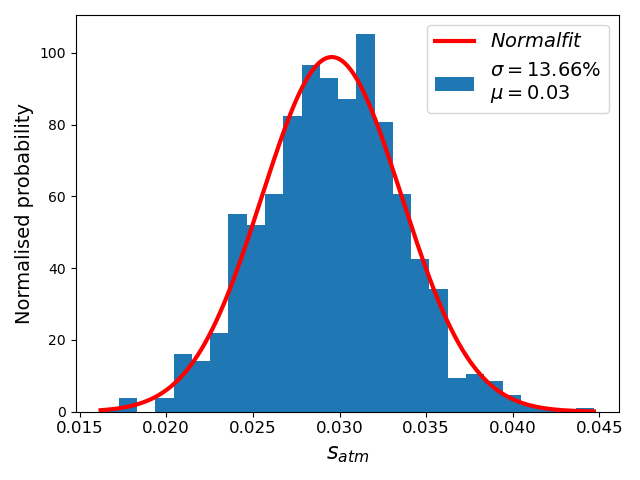 Normalfit
σ = 13.66%
μ = 0.03
Normalised probability
100
80
60
40
20
0
0.015 0.020 0.025 0.030 0.035 0.040 0.045
s_atm